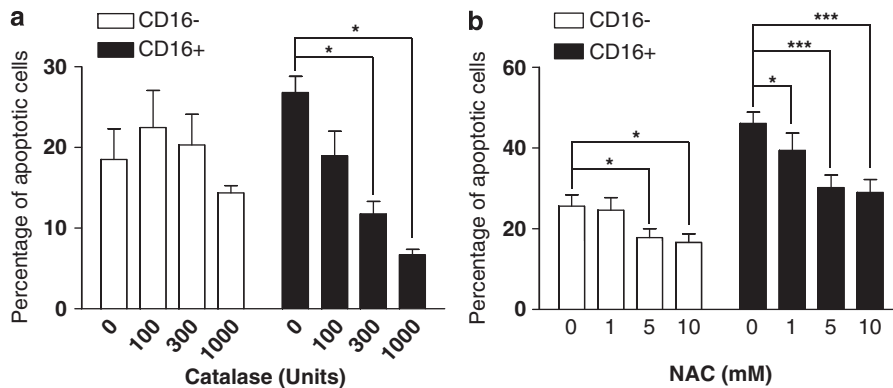 a
CD16-
CD16+
Percentage of apoptotic cells
30
20
10
0
*
*
0 100 300 1000 0 100 300 1000
Catalase (Units)
b
CD16-
CD16+
Percentage of apoptotic cells
60
40
20
0
*
*
***
***
*
0 1 5 10 0 1 5 10
NAC (mM)